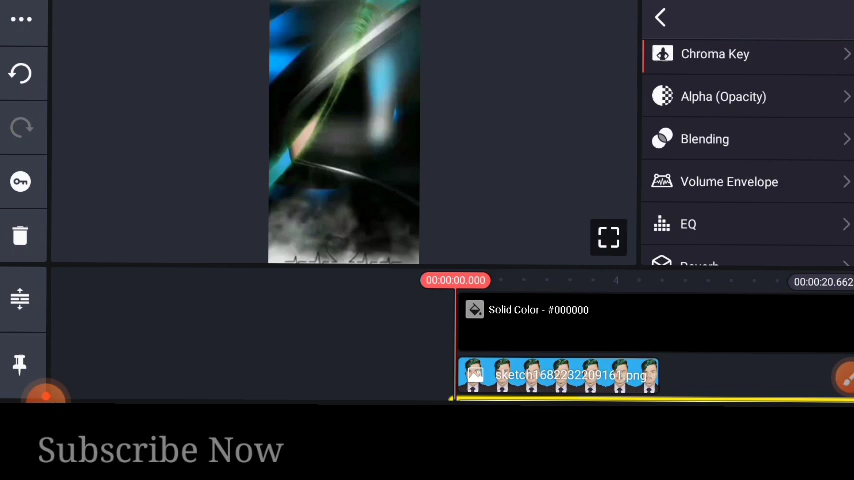 Chroma Key
Alpha (Opacity)
Blending
Volume Envelope
EQ
00:00:00.000
4
00:00:20.662
Solid Color - #000000
sketch1682232209161.png
Subscribe Now